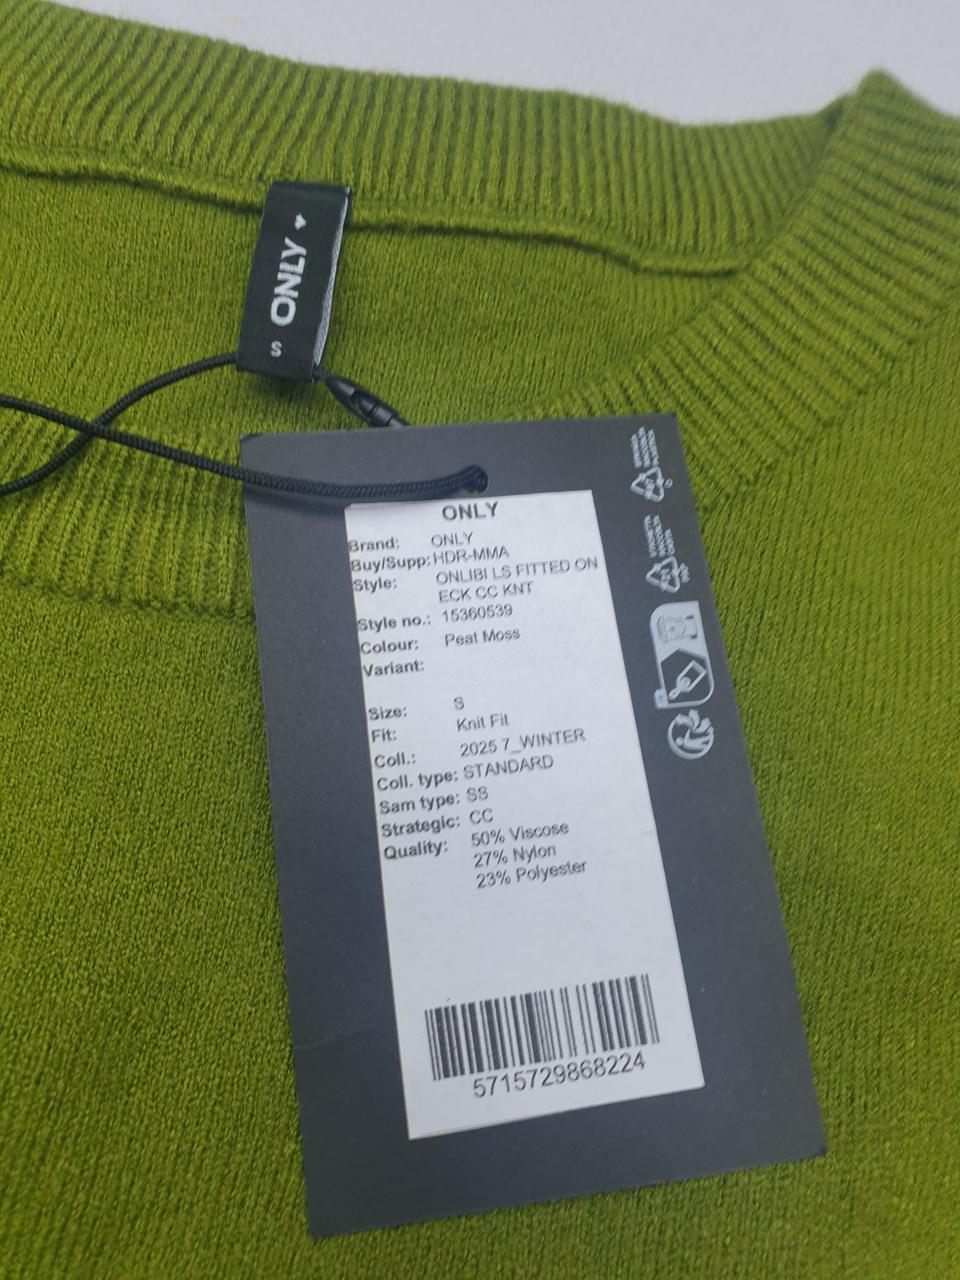 ONLY
S
ONLY
Brand: ONLY
Buy/Supp: HDR-MMA
Style: ONLIBI LS FITTED ON
ECK CC KNT
Style no.: 15360539
Colour: Peat Moss
Variant:
Size: S
Fit: Knit Fit
Coll.: 2025 7_WINTER
Coll. type: STANDARD
Sam type: SS
Strategic: CC
Quality: 50% Viscose
27% Nylon
23% Polyester
5715729868224